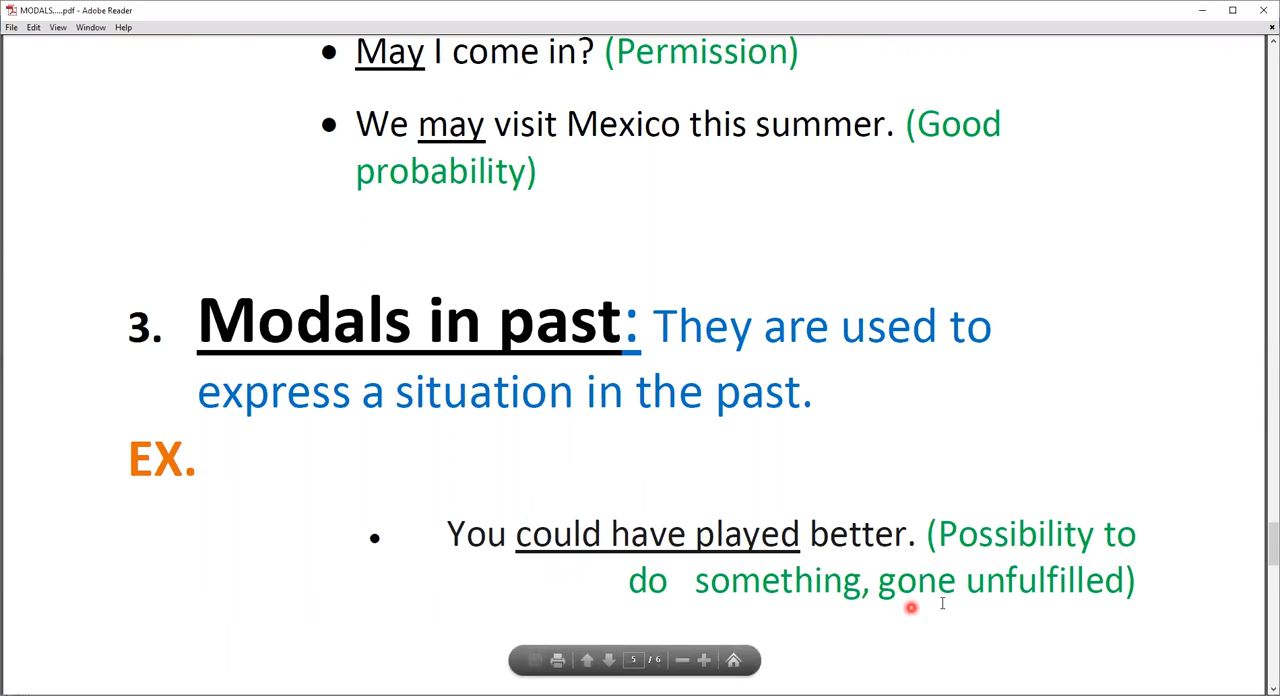 MODALS.....pdf - Adobe Reader
File Edit View Window Help
• May I come in? (Permission)
• We may visit Mexico this summer. (Good
probability)
3. Modals in past: They are used to
express a situation in the past.
EX.
• You could have played better. (Possibility to
do something, gone unfulfilled)
5 / 6